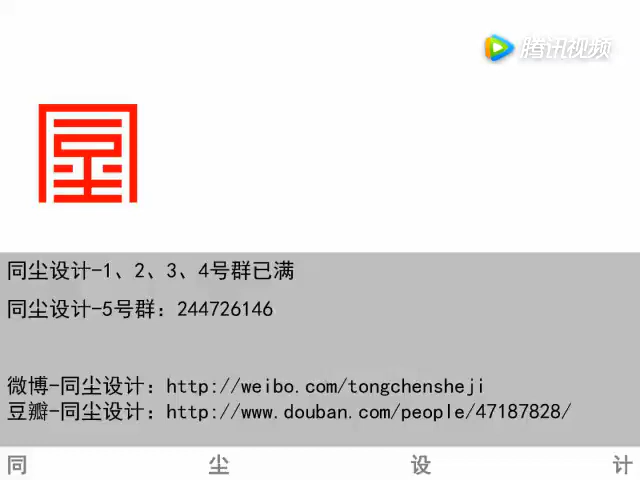 腾讯视频
同尘设计-1、2、3、4号群已满
同尘设计-5号群：244726146
微博-同尘设计：http://weibo.com/tongchensheji
豆瓣-同尘设计：http://www.douban.com/people/47187828/
同 尘 设 计